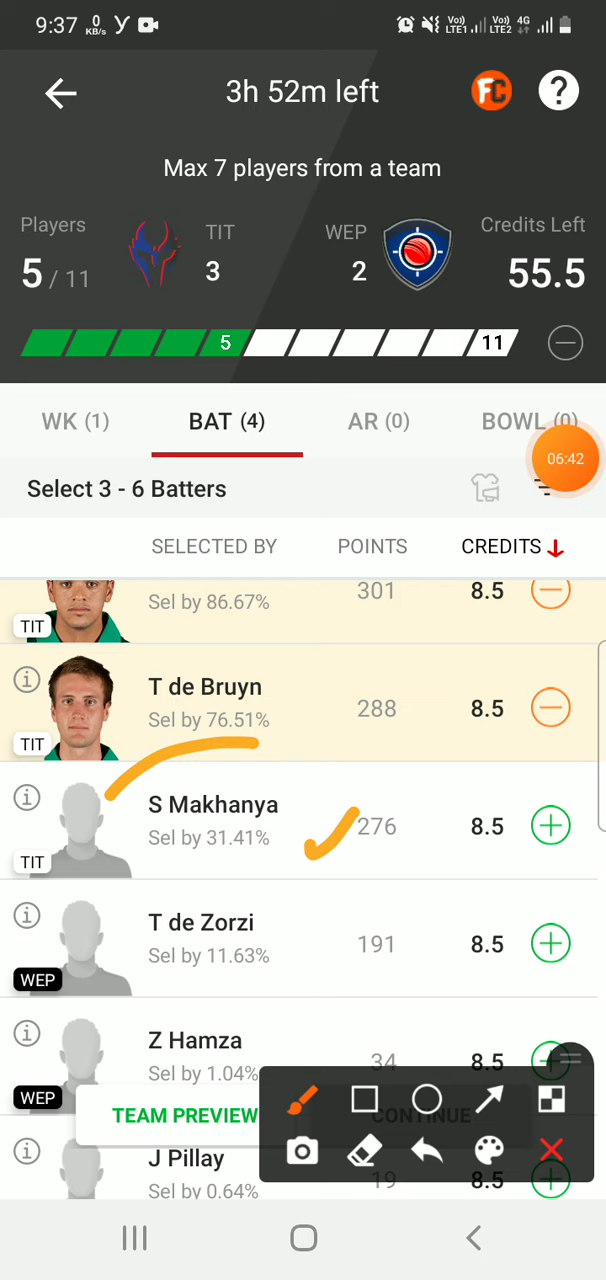 9:37 0 KB/s Vo)) LTE1 Vo)) LTE2 4G
3h 52m left FC ?
Max 7 players from a team
Players TIT WEP Credits Left
5 / 11 3 2 55.5
5 11
WK (1) BAT (4) AR (0) BOWL (0)
06:42
Select 3 - 6 Batters
SELECTED BY POINTS CREDITS
Sel by 86.67% 301 8.5
TIT
T de Bruyn
Sel by 76.51% 288 8.5
TIT
S Makhanya
Sel by 31.41% 276 8.5
TIT
T de Zorzi
Sel by 11.63% 191 8.5
WEP
Z Hamza
Sel by 1.04% 34 8.5
WEP
TEAM PREVIEW CONTINUE
J Pillay
Sel by 0.64% 19 8.5